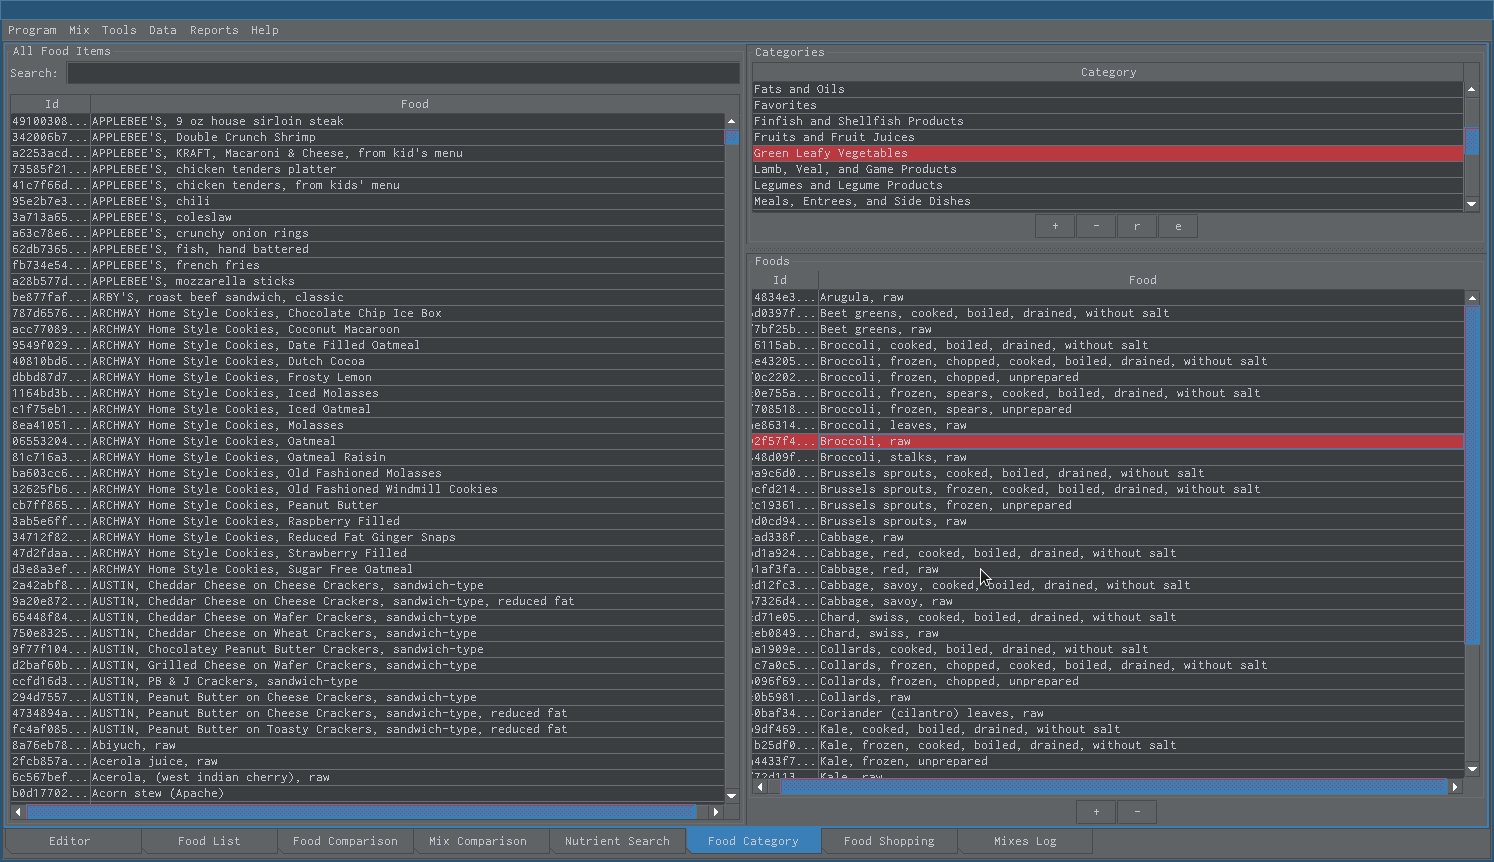 Program Mix Tools Data Reports Help
All Food Items
Search:
Id Food
49100308... APPLEBEE'S, 9 oz house sirloin steak
342006b7... APPLEBEE'S, Double Crunch Shrimp
a2253acd... APPLEBEE'S, KRAFT, Macaroni & Cheese, from kid's menu
73585f21... APPLEBEE'S, chicken tenders platter
41c7f66d... APPLEBEE'S, chicken tenders, from kids' menu
95e2b7e3... APPLEBEE'S, chili
3a713a65... APPLEBEE'S, coleslaw
a63c78e6... APPLEBEE'S, crunchy onion rings
62db7365... APPLEBEE'S, fish, hand battered
fb734e54... APPLEBEE'S, french fries
a28b577d... APPLEBEE'S, mozzarella sticks
be877faf... ARBY'S, roast beef sandwich, classic
787d6576... ARCHWAY Home Style Cookies, Chocolate Chip Ice Box
acc77089... ARCHWAY Home Style Cookies, Coconut Macaroon
9549f029... ARCHWAY Home Style Cookies, Date Filled Oatmeal
40810bd6... ARCHWAY Home Style Cookies, Dutch Cocoa
dbbd87d7... ARCHWAY Home Style Cookies, Frosty Lemon
1164bd3b... ARCHWAY Home Style Cookies, Iced Molasses
c1f75eb1... ARCHWAY Home Style Cookies, Iced Oatmeal
8ea41051... ARCHWAY Home Style Cookies, Molasses
06553204... ARCHWAY Home Style Cookies, Oatmeal
81c716a3... ARCHWAY Home Style Cookies, Oatmeal Raisin
ba603cc6... ARCHWAY Home Style Cookies, Old Fashioned Molasses
32625fb6... ARCHWAY Home Style Cookies, Old Fashioned Windmill Cookies
cb7ff865... ARCHWAY Home Style Cookies, Peanut Butter
3ab5e6ff... ARCHWAY Home Style Cookies, Raspberry Filled
34712f82... ARCHWAY Home Style Cookies, Reduced Fat Ginger Snaps
47d2fdaa... ARCHWAY Home Style Cookies, Strawberry Filled
d3e8a3ef... ARCHWAY Home Style Cookies, Sugar Free Oatmeal
2a42abf8... AUSTIN, Cheddar Cheese on Cheese Crackers, sandwich-type
9a20e872... AUSTIN, Cheddar Cheese on Cheese Crackers, sandwich-type, reduced fat
65448f84... AUSTIN, Cheddar Cheese on Wafer Crackers, sandwich-type
750e8325... AUSTIN, Cheddar Cheese on Wheat Crackers, sandwich-type
9f77f104... AUSTIN, Chocolatey Peanut Butter Crackers, sandwich-type
d2baf60b... AUSTIN, Grilled Cheese on Wafer Crackers, sandwich-type
ccfd16d3... AUSTIN, PB & J Crackers, sandwich-type
294d7557... AUSTIN, Peanut Butter on Cheese Crackers, sandwich-type
4734894a... AUSTIN, Peanut Butter on Cheese Crackers, sandwich-type, reduced fat
fc4af085... AUSTIN, Peanut Butter on Toasty Crackers, sandwich-type, reduced fat
8a76eb78... Abiyuch, raw
2fcb857a... Acerola juice, raw
6c567bef... Acerola, (west indian cherry), raw
b0d17702... Acorn stew (Apache)
Categories
Category
Fats and Oils
Favorites
Finfish and Shellfish Products
Fruits and Fruit Juices
Green Leafy Vegetables
Lamb, Veal, and Game Products
Legumes and Legume Products
Meals, Entrees, and Side Dishes
+ - r e
Foods
Id Food
4834e3... Arugula, raw
d0397f... Beet greens, cooked, boiled, drained, without salt
7bf25b... Beet greens, raw
6115ab... Broccoli, cooked, boiled, drained, without salt
e43205... Broccoli, frozen, chopped, cooked, boiled, drained, without salt
0c2202... Broccoli, frozen, chopped, unprepared
0e755a... Broccoli, frozen, spears, cooked, boiled, drained, without salt
708518... Broccoli, frozen, spears, unprepared
e86314... Broccoli, leaves, raw
2f57f4... Broccoli, raw
48d09f... Broccoli, stalks, raw
a9c6d0... Brussels sprouts, cooked, boiled, drained, without salt
cfd214... Brussels sprouts, frozen, cooked, boiled, drained, without salt
c19361... Brussels sprouts, frozen, unprepared
d0cd94... Brussels sprouts, raw
ad338f... Cabbage, raw
d1a924... Cabbage, red, cooked, boiled, drained, without salt
1af3fa... Cabbage, red, raw
d12fc3... Cabbage, savoy, cooked, boiled, drained, without salt
7326d4... Cabbage, savoy, raw
d71e05... Chard, swiss, cooked, boiled, drained, without salt
eb0849... Chard, swiss, raw
a1909e... Collards, cooked, boiled, drained, without salt
c7a0c5... Collards, frozen, chopped, cooked, boiled, drained, without salt
096f69... Collards, frozen, chopped, unprepared
0b5981... Collards, raw
0baf34... Coriander (cilantro) leaves, raw
9df469... Kale, cooked, boiled, drained, without salt
b25df0... Kale, frozen, cooked, boiled, drained, without salt
4433f7... Kale, frozen, unprepared
72d113... Kale, raw
+ -
Editor Food List Food Comparison Mix Comparison Nutrient Search Food Category Food Shopping Mixes Log